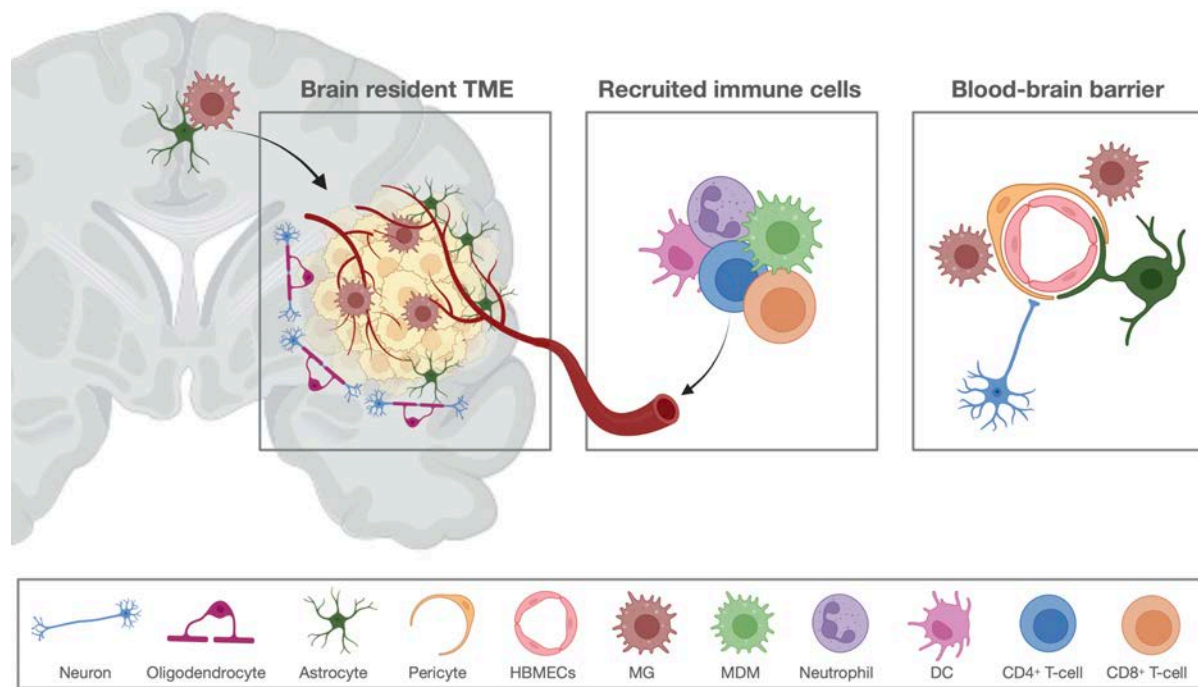 Brain resident TME
Recruited immune cells
Blood-brain barrier
Neuron
Oligodendrocyte
Astrocyte
Pericyte
HBMECs
MG
MDM
Neutrophil
DC
CD4⁺ T-cell
CD8⁺ T-cell